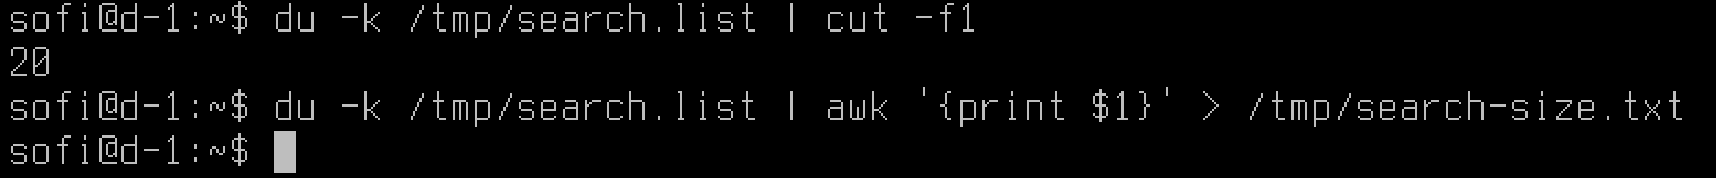 sofi@d-1:~$ du -k /tmp/search.list | cut -f1
20
sofi@d-1:~$ du -k /tmp/search.list | awk '{print $1}' > /tmp/search-size.txt
sofi@d-1:~$